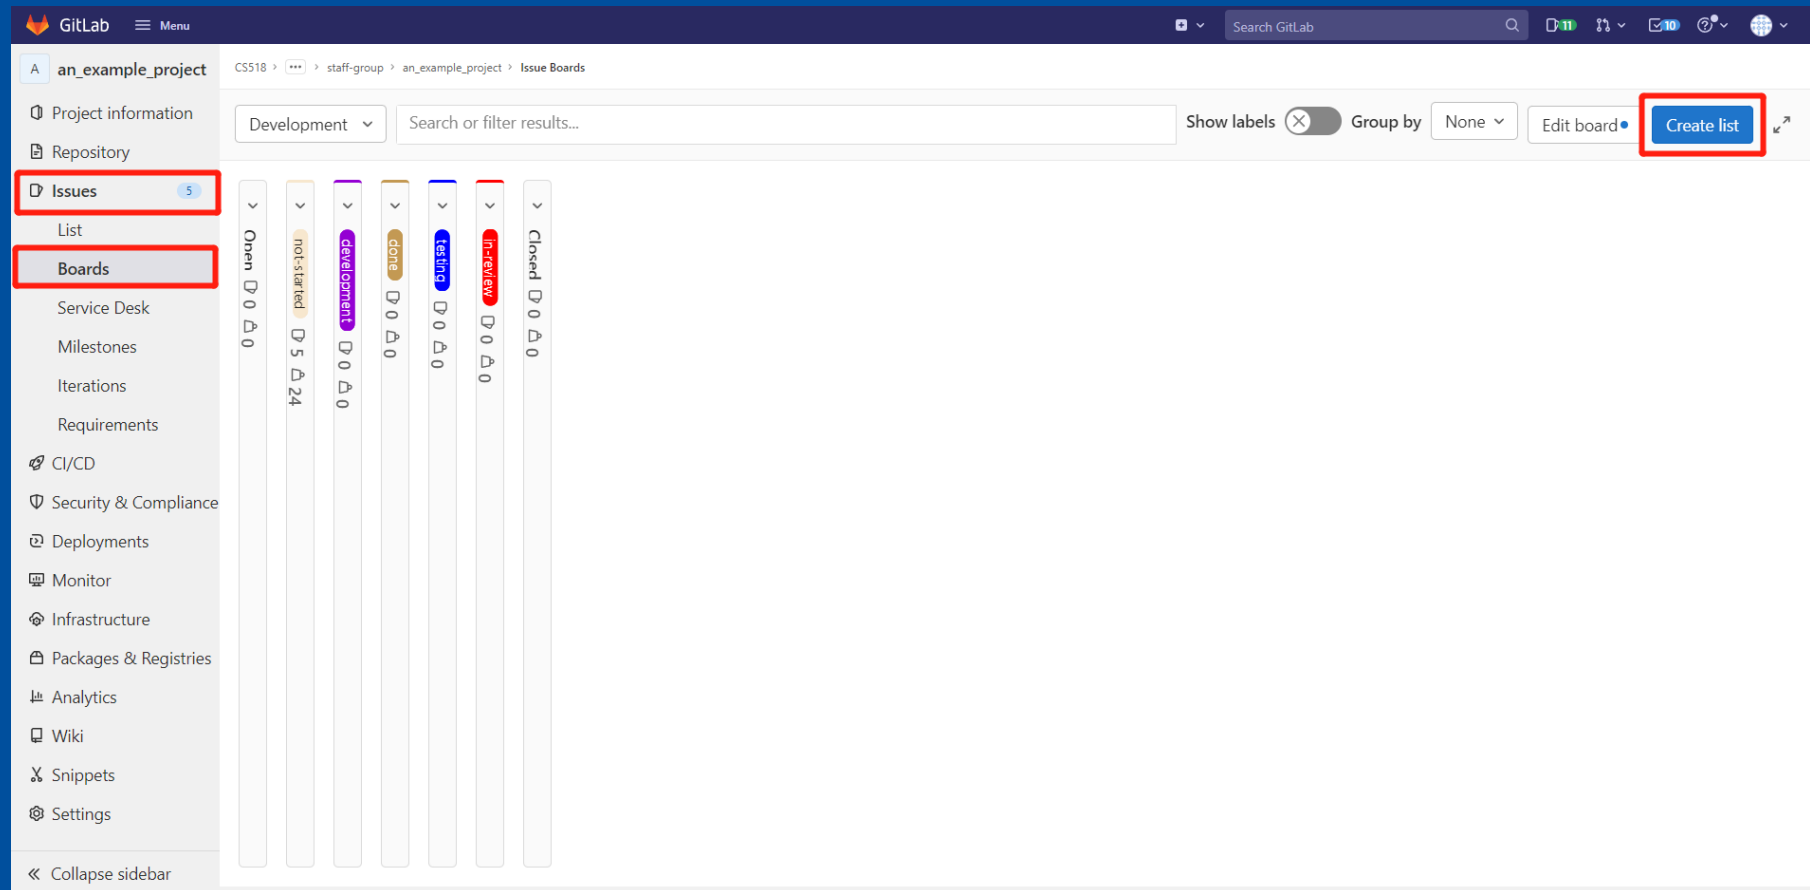 GitLab Menu Search GitLab 11 10
A an_example_project
CS518 › ••• › staff-group › an_example_project › Issue Boards
Project information
Repository
Issues 5
List
Boards
Service Desk
Milestones
Iterations
Requirements
CI/CD
Security & Compliance
Deployments
Monitor
Infrastructure
Packages & Registries
Analytics
Wiki
Snippets
Settings
« Collapse sidebar
Development Search or filter results... Show labels Group by None Edit board Create list
Open 0 0
not-started 5 24
development 0 0
done 0 0
testing 0 0
in-review 0 0
Closed 0 0